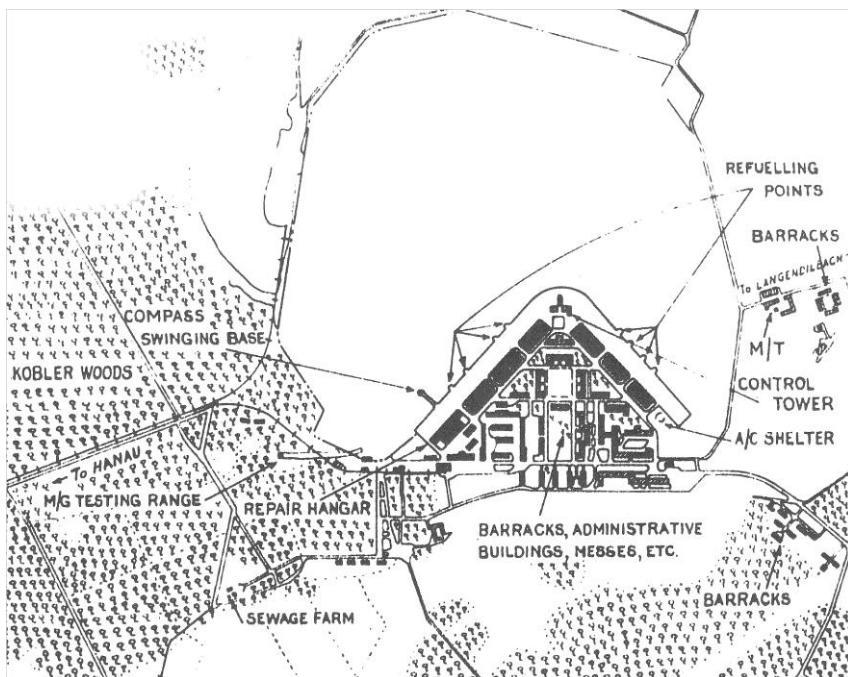 REFUELLING
POINTS
BARRACKS
TO LANGENDILBACH
COMPASS
SWINGING BASE
M/T
KOBLER WOODS
CONTROL
TOWER
A/C SHELTER
TO HANAU
M/G TESTING RANGE
REPAIR HANGAR
BARRACKS, ADMINISTRATIVE
BUILDINGS, MESSES, ETC.
BARRACKS
SEWAGE FARM